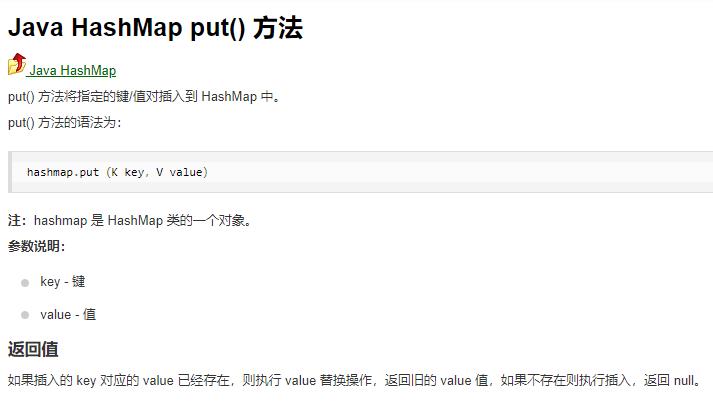 Java HashMap put() 方法
Java HashMap
put() 方法将指定的键/值对插入到 HashMap 中。
put() 方法的语法为：
hashmap.put (K key, V value)
注：hashmap 是 HashMap 类的一个对象。
参数说明：
key - 键
value - 值
返回值
如果插入的 key 对应的 value 已经存在，则执行 value 替换操作，返回旧的 value 值，如果不存在则执行插入，返回 null。